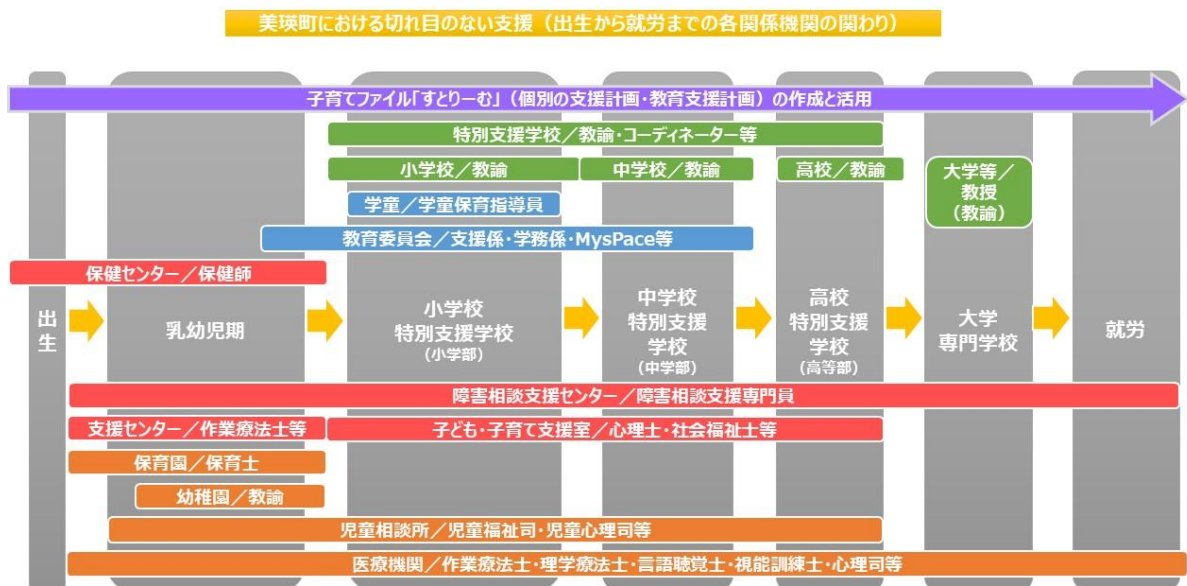 美瑛町における切れ目のない支援（出生から就労までの各関係機関の関わり）
子育てファイル「すとりーむ」（個別の支援計画・教育支援計画）の作成と活用
特別支援学校／教諭・コーディネーター等
小学校／教諭
中学校／教諭
高校／教諭
大学等／
教授
（教諭）
学童／学童保育指導員
教育委員会／支援係・学務係・MysPace等
保健センター／保健師
出生
乳幼児期
小学校
特別支援学校
（小学部）
中学校
特別支援
学校
（中学部）
高校
特別支援
学校
（高等部）
大学
専門学校
就労
障害相談支援センター／障害相談支援専門員
支援センター／作業療法士等
子ども・子育て支援室／心理士・社会福祉士等
保育園／保育士
幼稚園／教諭
児童相談所／児童福祉司・児童心理司等
医療機関／作業療法士・理学療法士・言語聴覚士・視能訓練士・心理司等